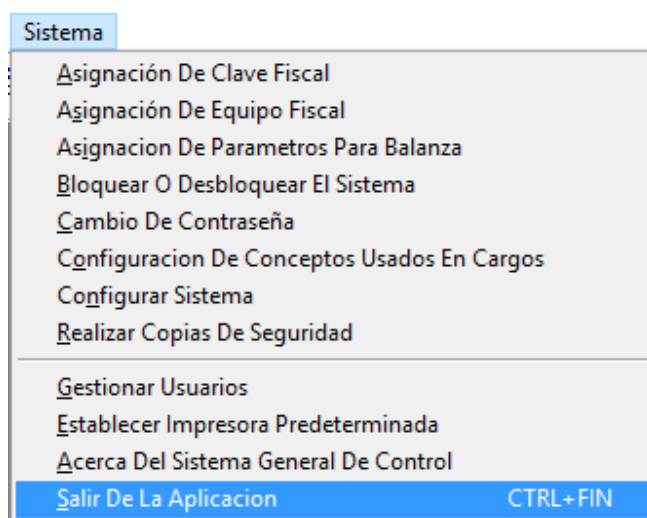 Sistema
Asignación De Clave Fiscal
Asignación De Equipo Fiscal
Asignacion De Parametros Para Balanza
Bloquear O Desbloquear El Sistema
Cambio De Contraseña
Configuracion De Conceptos Usados En Cargos
Configurar Sistema
Realizar Copias De Seguridad
Gestionar Usuarios
Establecer Impresora Predeterminada
Acerca Del Sistema General De Control
Salir De La Aplicacion CTRL+FIN